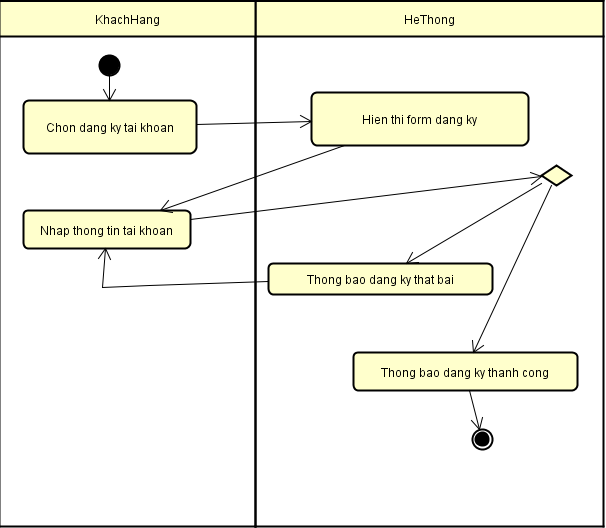 KhachHang
HeThong
Chon dang ky tai khoan
Hien thi form dang ky
Nhap thong tin tai khoan
Thong bao dang ky that bai
Thong bao dang ky thanh cong